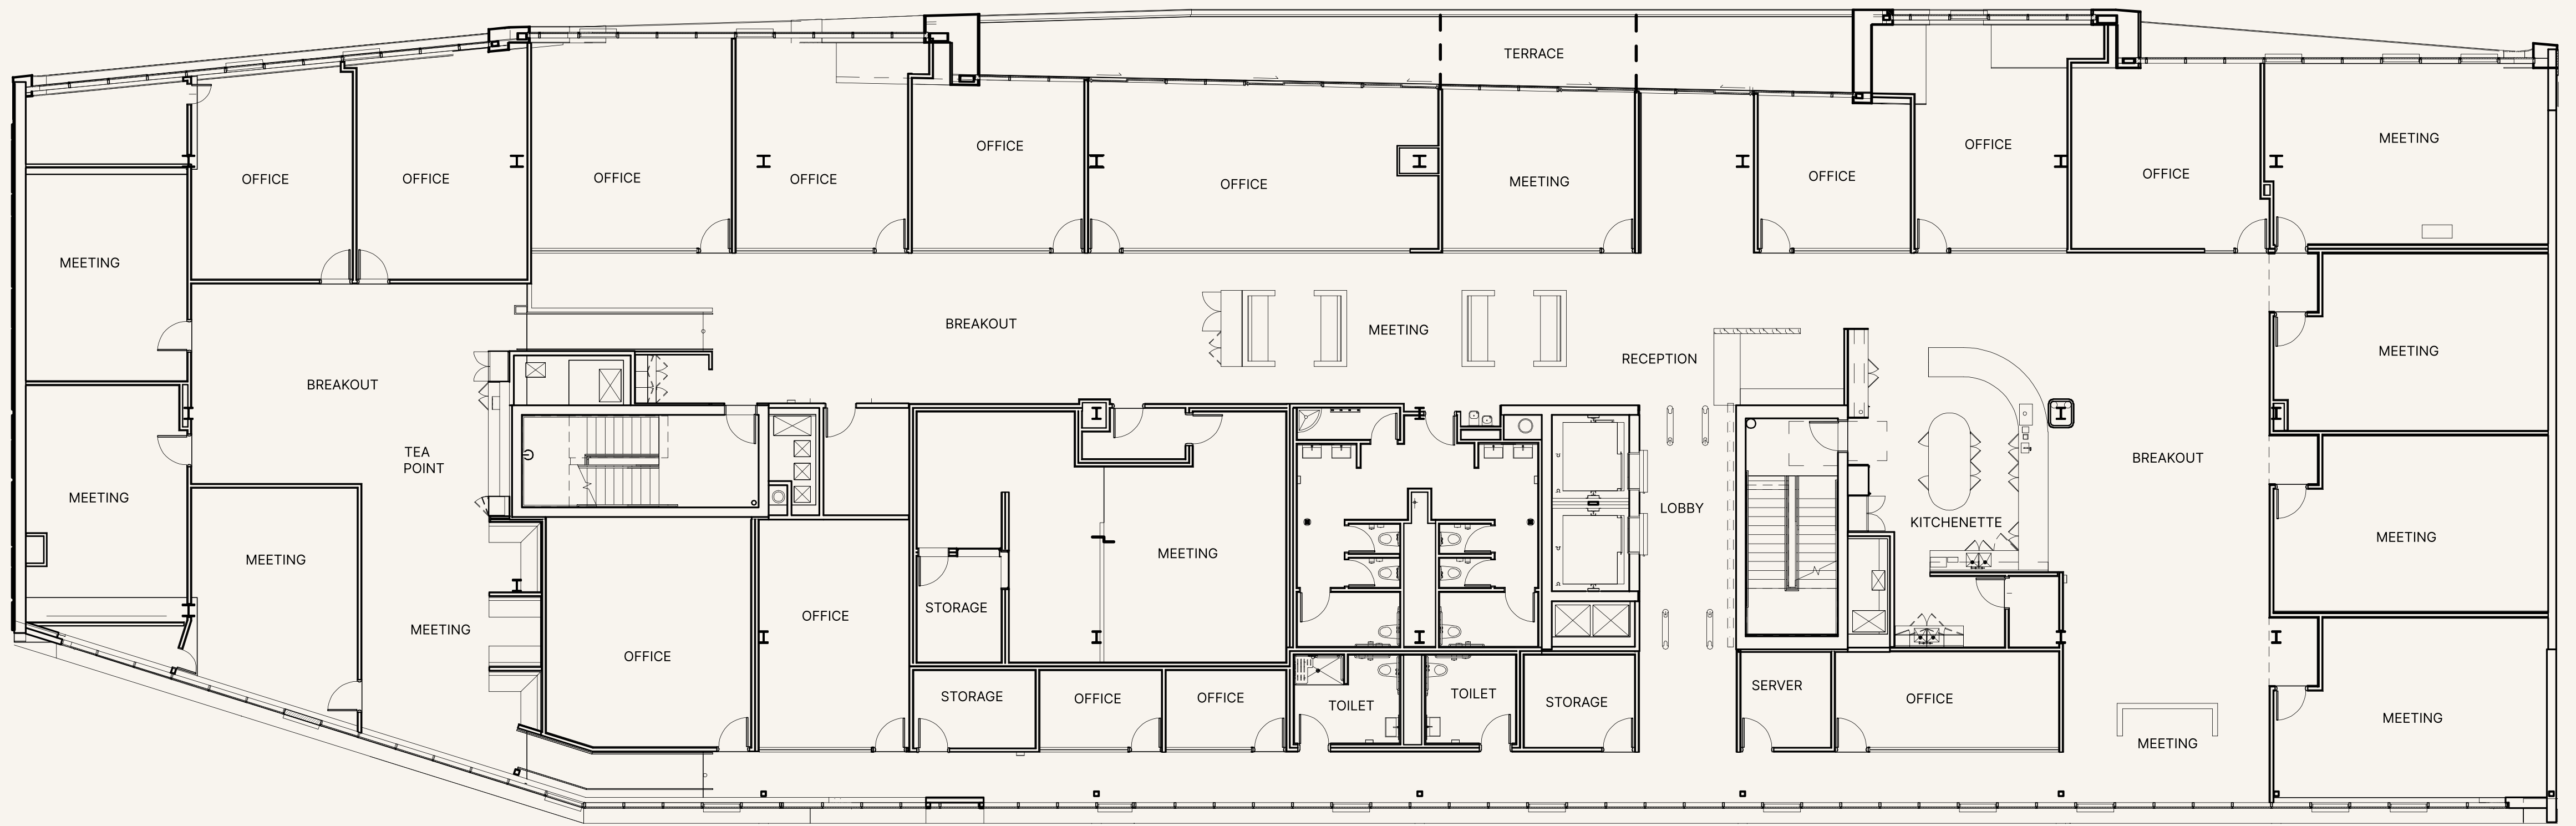 TERRACE
OFFICE
OFFICE
OFFICE
OFFICE
OFFICE
OFFICE
MEETING
OFFICE
OFFICE
OFFICE
MEETING
MEETING
BREAKOUT
BREAKOUT
MEETING
RECEPTION
MEETING
TEA
POINT
BREAKOUT
MEETING
LOBBY
KITCHENETTE
MEETING
MEETING
MEETING
STORAGE
OFFICE
MEETING
OFFICE
STORAGE
OFFICE
OFFICE
TOILET
TOILET
STORAGE
SERVER
OFFICE
MEETING
MEETING